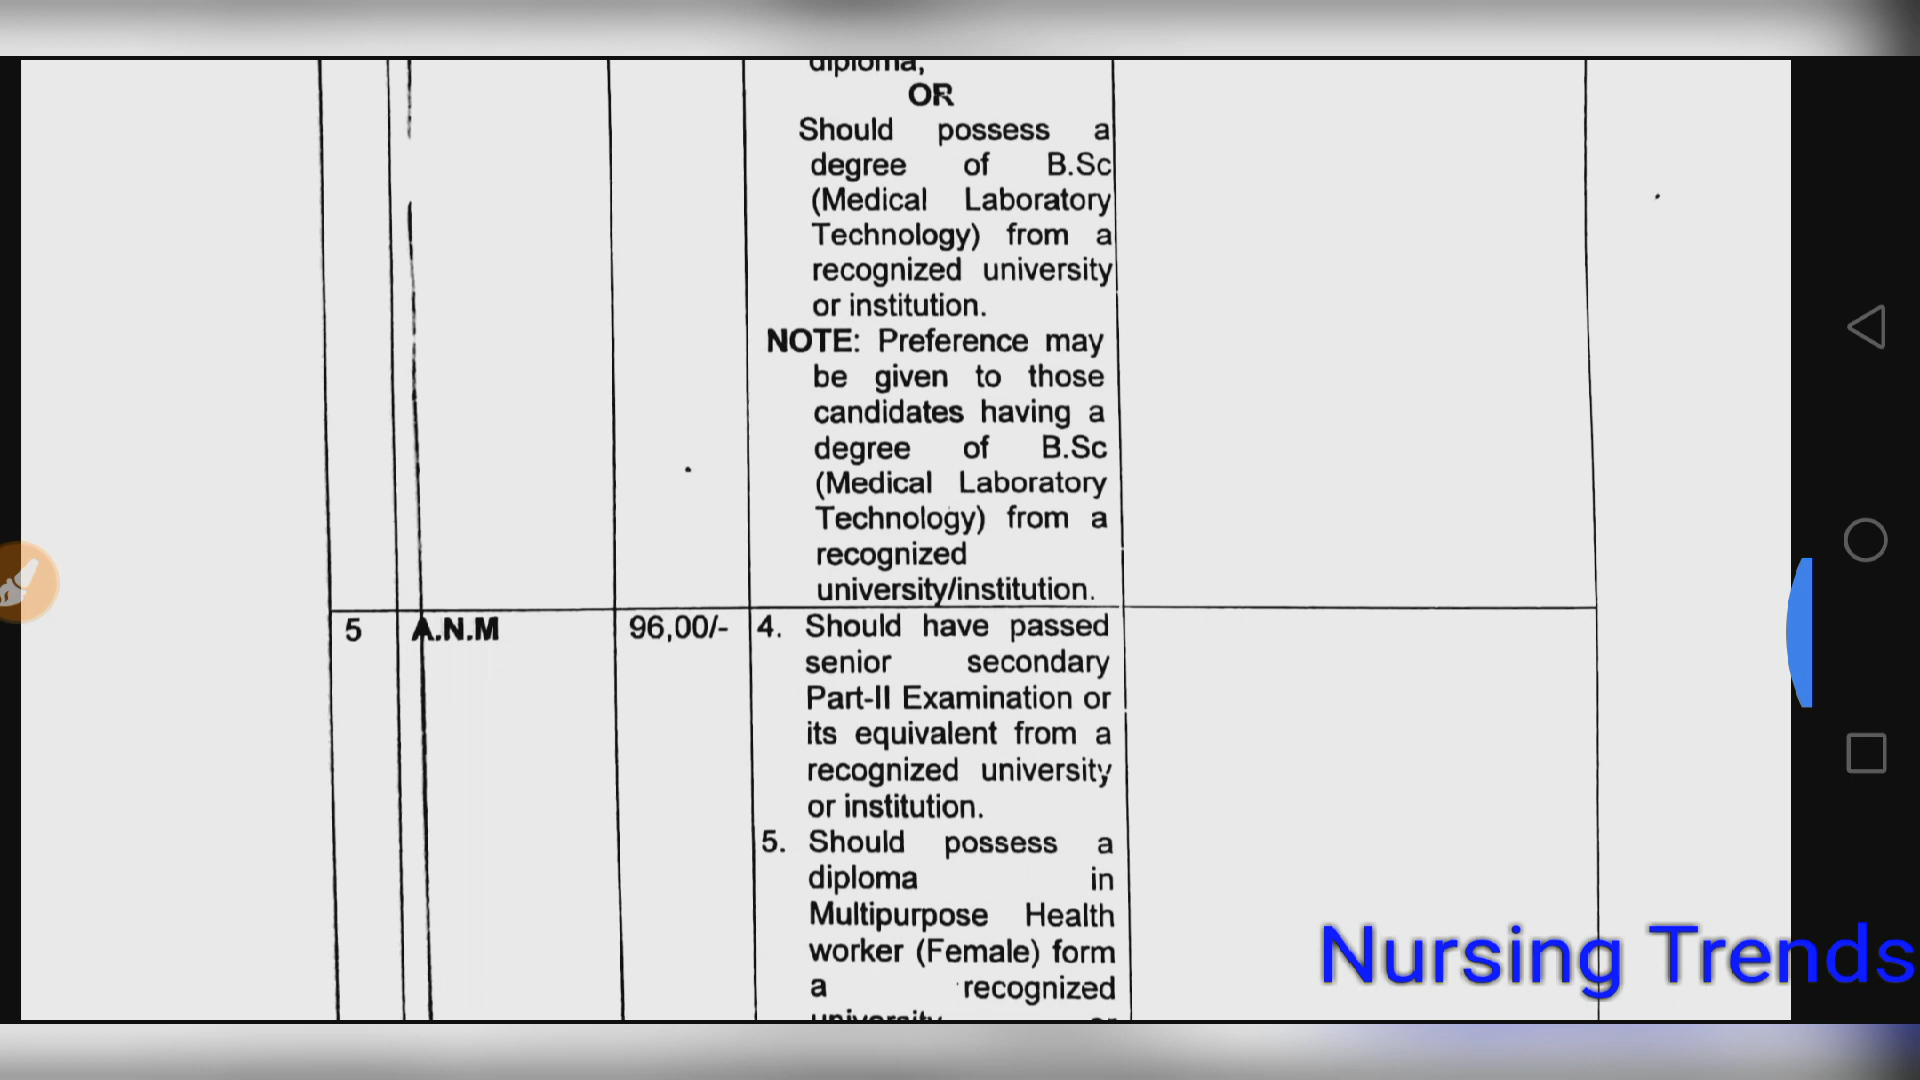 diploma,
OR
Should possess a
degree of B.Sc
(Medical Laboratory
Technology) from a
recognized university
or institution.
NOTE: Preference may
be given to those
candidates having a
degree of B.Sc
(Medical Laboratory
Technology) from a
recognized
university/institution.
5 A.N.M 96,00/- 4. Should have passed
senior secondary
Part-II Examination or
its equivalent from a
recognized university
or institution.
5. Should possess a
diploma in
Multipurpose Health
worker (Female) form
a recognized
university or
Nursing Trends